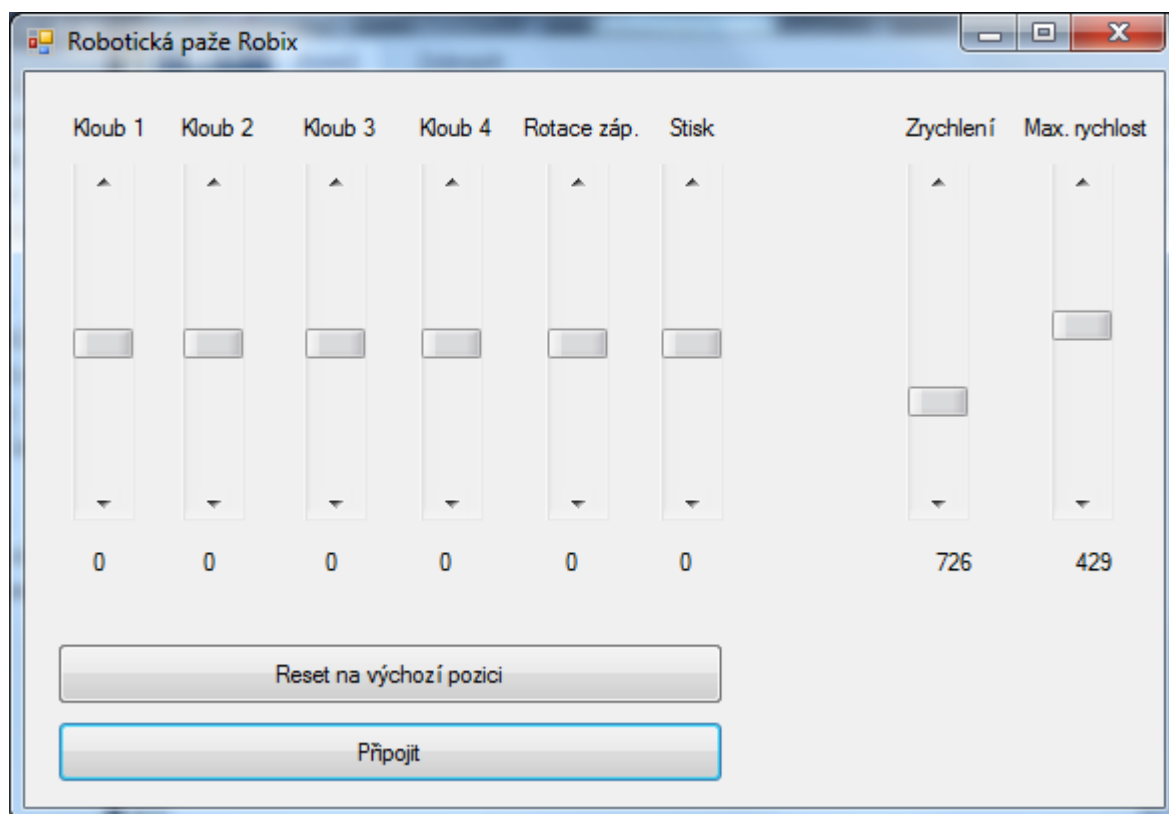 Robotická paže Robix
Kloub 1 Kloub 2 Kloub 3 Kloub 4 Rotace záp. Stisk Zrychlení Max. rychlost
0 0 0 0 0 0 726 429
Reset na výchozí pozici
Připojit